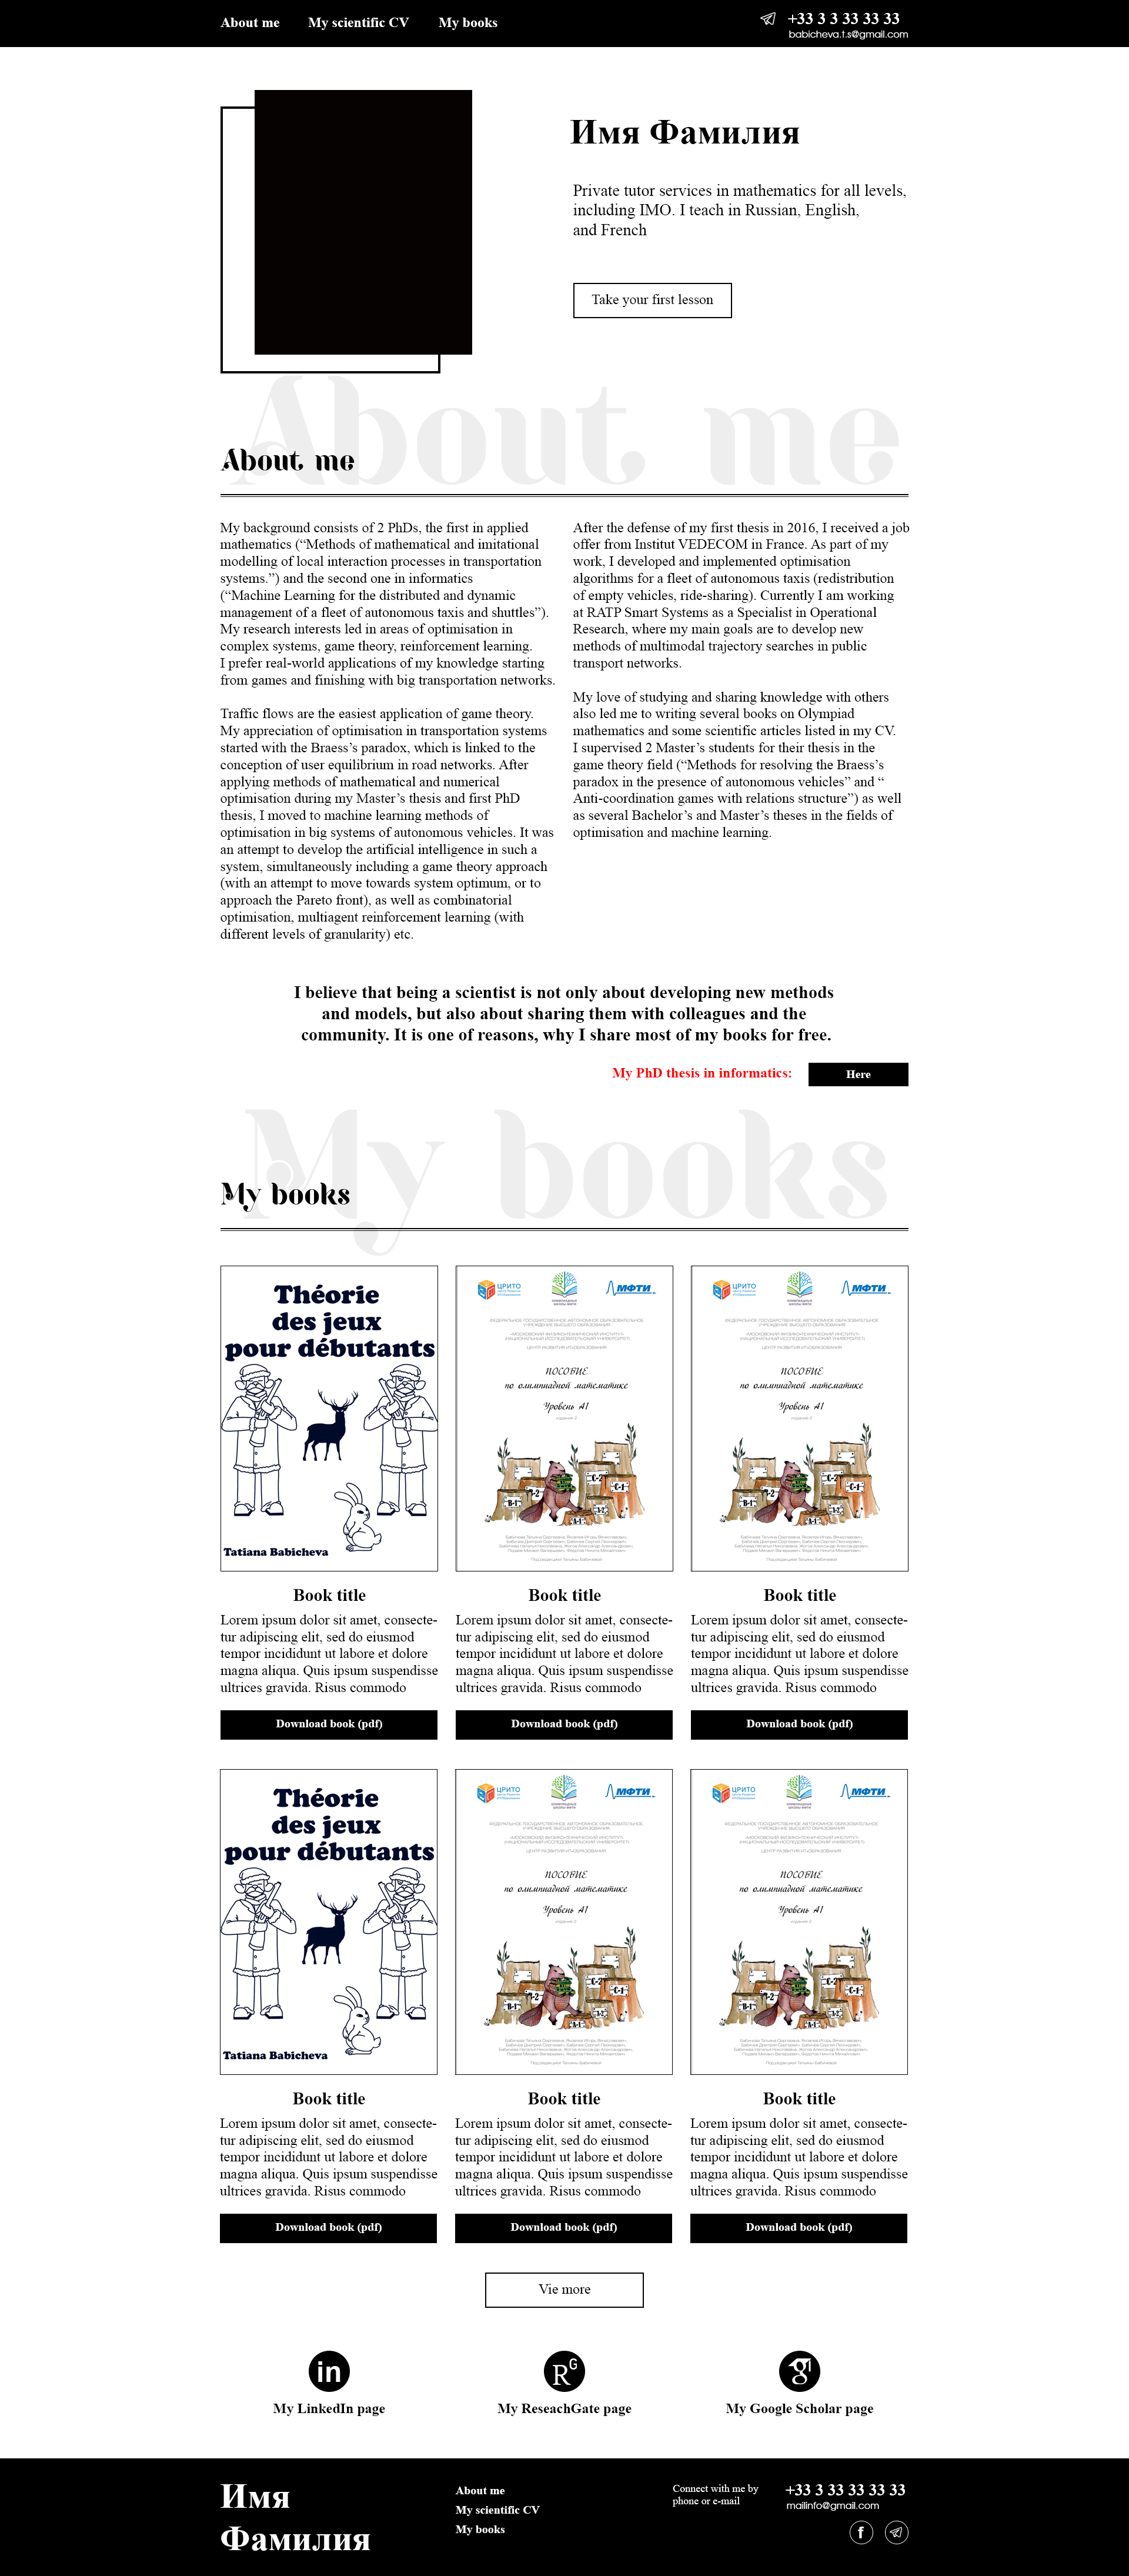 About me
My scientific CV
My books
+33 3 3 33 33 33
babicheva.t.s@gmail.com
Имя Фамилия
Private tutor services in mathematics for all levels,
including IMO. I teach in Russian, English,
and French
Take your first lesson
About me
About me
My background consists of 2 PhDs, the first in applied
mathematics (“Methods of mathematical and imitational
modelling of local interaction processes in transportation
systems.”) and the second one in informatics
(“Machine Learning for the distributed and dynamic
management of a fleet of autonomous taxis and shuttles”).
My research interests led in areas of optimisation in
complex systems, game theory, reinforcement learning.
I prefer real-world applications of my knowledge starting
from games and finishing with big transportation networks.
Traffic flows are the easiest application of game theory.
My appreciation of optimisation in transportation systems
started with the Braess’s paradox, which is linked to the
conception of user equilibrium in road networks. After
applying methods of mathematical and numerical
optimisation during my Master’s thesis and first PhD
thesis, I moved to machine learning methods of
optimisation in big systems of autonomous vehicles. It was
an attempt to develop the artificial intelligence in such a
system, simultaneously including a game theory approach
(with an attempt to move towards system optimum, or to
approach the Pareto front), as well as combinatorial
optimisation, multiagent reinforcement learning (with
different levels of granularity) etc.
After the defense of my first thesis in 2016, I received a job
offer from Institut VEDECOM in France. As part of my
work, I developed and implemented optimisation
algorithms for a fleet of autonomous taxis (redistribution
of empty vehicles, ride-sharing). Currently I am working
at RATP Smart Systems as a Specialist in Operational
Research, where my main goals are to develop new
methods of multimodal trajectory searches in public
transport networks.
My love of studying and sharing knowledge with others
also led me to writing several books on Olympiad
mathematics and some scientific articles listed in my CV.
I supervised 2 Master’s students for their thesis in the
game theory field (“Methods for resolving the Braess’s
paradox in the presence of autonomous vehicles” and “
Anti-coordination games with relations structure”) as well
as several Bachelor’s and Master’s theses in the fields of
optimisation and machine learning.
I believe that being a scientist is not only about developing new methods
and models, but also about sharing them with colleagues and the
community. It is one of reasons, why I share most of my books for free.
My PhD thesis in informatics:
Here
My books
My books
Théorie
des jeux
pour débutants
Tatiana Babicheva
ЦРИТО
МФТИ
ПОСОБИЕ
по олимпиадной математике
Уровень А1
ЦРИТО
МФТИ
ПОСОБИЕ
по олимпиадной математике
Уровень А1
Book title
Lorem ipsum dolor sit amet, consecte-
tur adipiscing elit, sed do eiusmod
tempor incididunt ut labore et dolore
magna aliqua. Quis ipsum suspendisse
ultrices gravida. Risus commodo
Download book (pdf)
Book title
Lorem ipsum dolor sit amet, consecte-
tur adipiscing elit, sed do eiusmod
tempor incididunt ut labore et dolore
magna aliqua. Quis ipsum suspendisse
ultrices gravida. Risus commodo
Download book (pdf)
Book title
Lorem ipsum dolor sit amet, consecte-
tur adipiscing elit, sed do eiusmod
tempor incididunt ut labore et dolore
magna aliqua. Quis ipsum suspendisse
ultrices gravida. Risus commodo
Download book (pdf)
Théorie
des jeux
pour débutants
Tatiana Babicheva
ЦРИТО
МФТИ
ПОСОБИЕ
по олимпиадной математике
Уровень А1
ЦРИТО
МФТИ
ПОСОБИЕ
по олимпиадной математике
Уровень А1
Book title
Lorem ipsum dolor sit amet, consecte-
tur adipiscing elit, sed do eiusmod
tempor incididunt ut labore et dolore
magna aliqua. Quis ipsum suspendisse
ultrices gravida. Risus commodo
Download book (pdf)
Book title
Lorem ipsum dolor sit amet, consecte-
tur adipiscing elit, sed do eiusmod
tempor incididunt ut labore et dolore
magna aliqua. Quis ipsum suspendisse
ultrices gravida. Risus commodo
Download book (pdf)
Book title
Lorem ipsum dolor sit amet, consecte-
tur adipiscing elit, sed do eiusmod
tempor incididunt ut labore et dolore
magna aliqua. Quis ipsum suspendisse
ultrices gravida. Risus commodo
Download book (pdf)
Vie more
in
RG
My LinkedIn page
My ReseachGate page
My Google Scholar page
Имя
Фамилия
About me
My scientific CV
My books
Connect with me by
phone or e-mail
+33 3 33 33 33 33
mailinfo@gmail.com
f